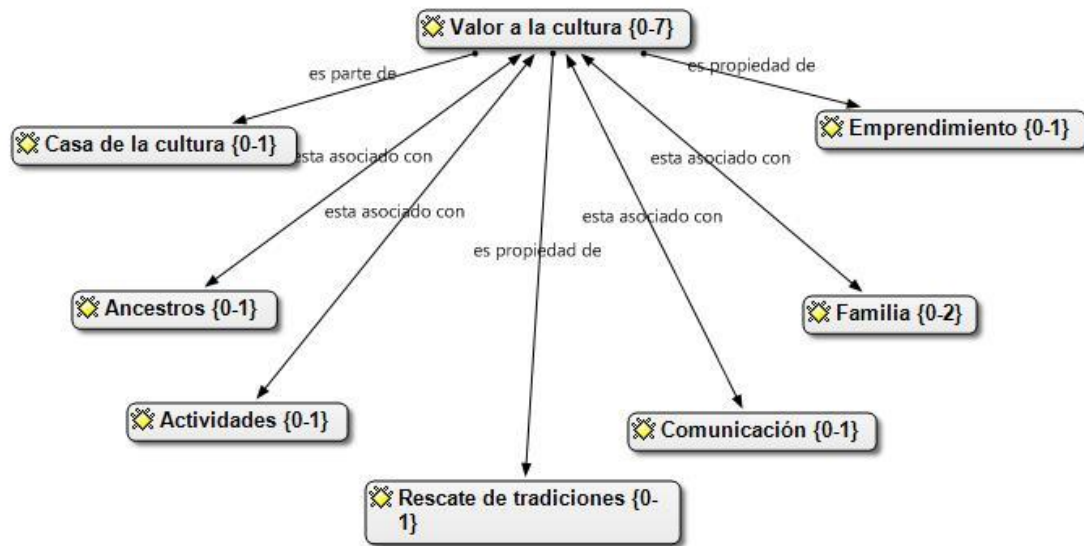 Valor a la cultura {0-7}
es parte de
es propiedad de
Casa de la cultura {0-1}
Emprendimiento {0-1}
esta asociado con
esta asociado con
esta asociado con
esta asociado con
es propiedad de
Ancestros {0-1}
Familia {0-2}
Actividades {0-1}
Comunicación {0-1}
Rescate de tradiciones {0-
1}